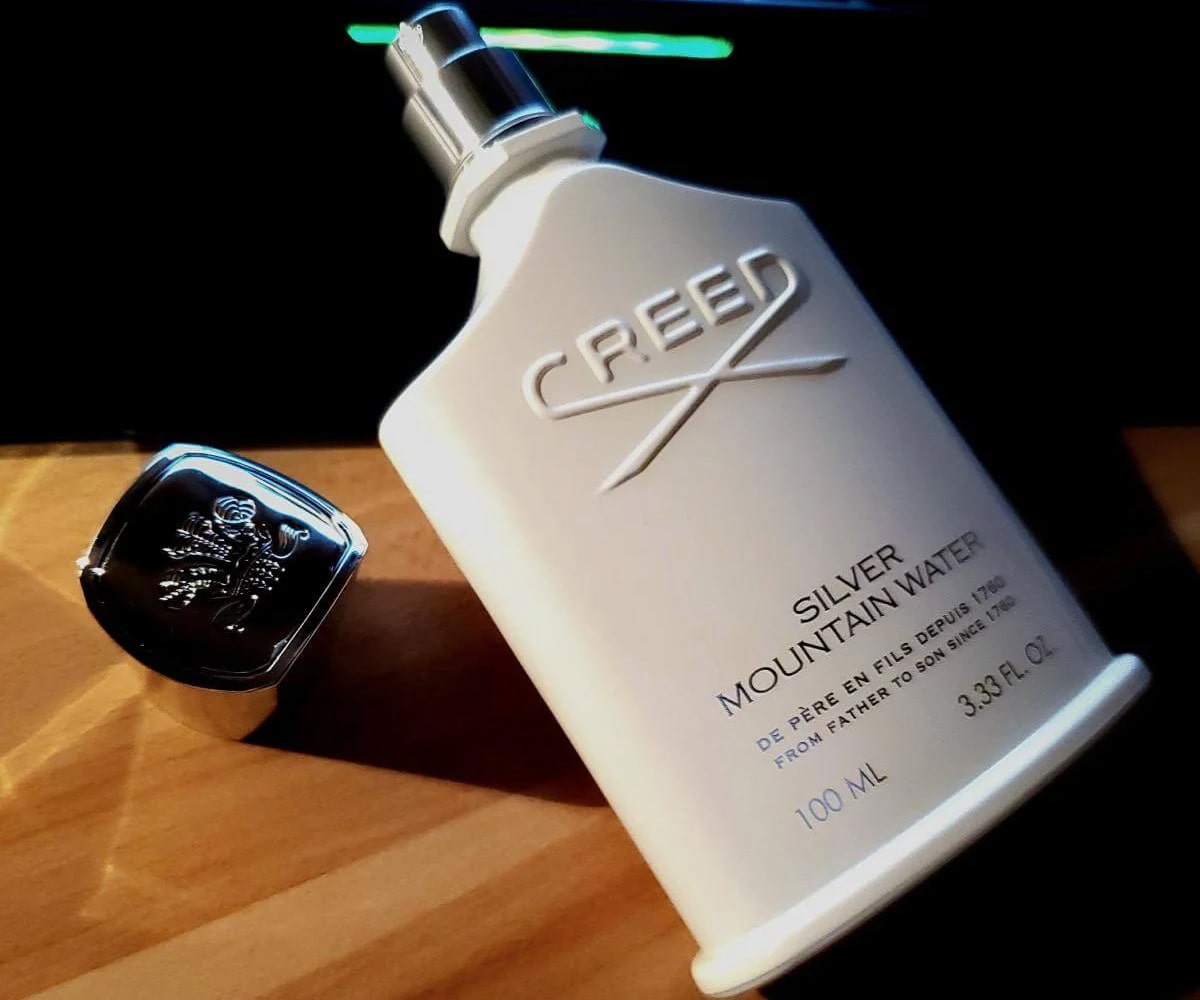 CREED
SILVER
MOUNTAIN WATER
DE PÈRE EN FILS DEPUIS 1760
FROM FATHER TO SON SINCE 1760
3.33 FL. OZ.
100 ML